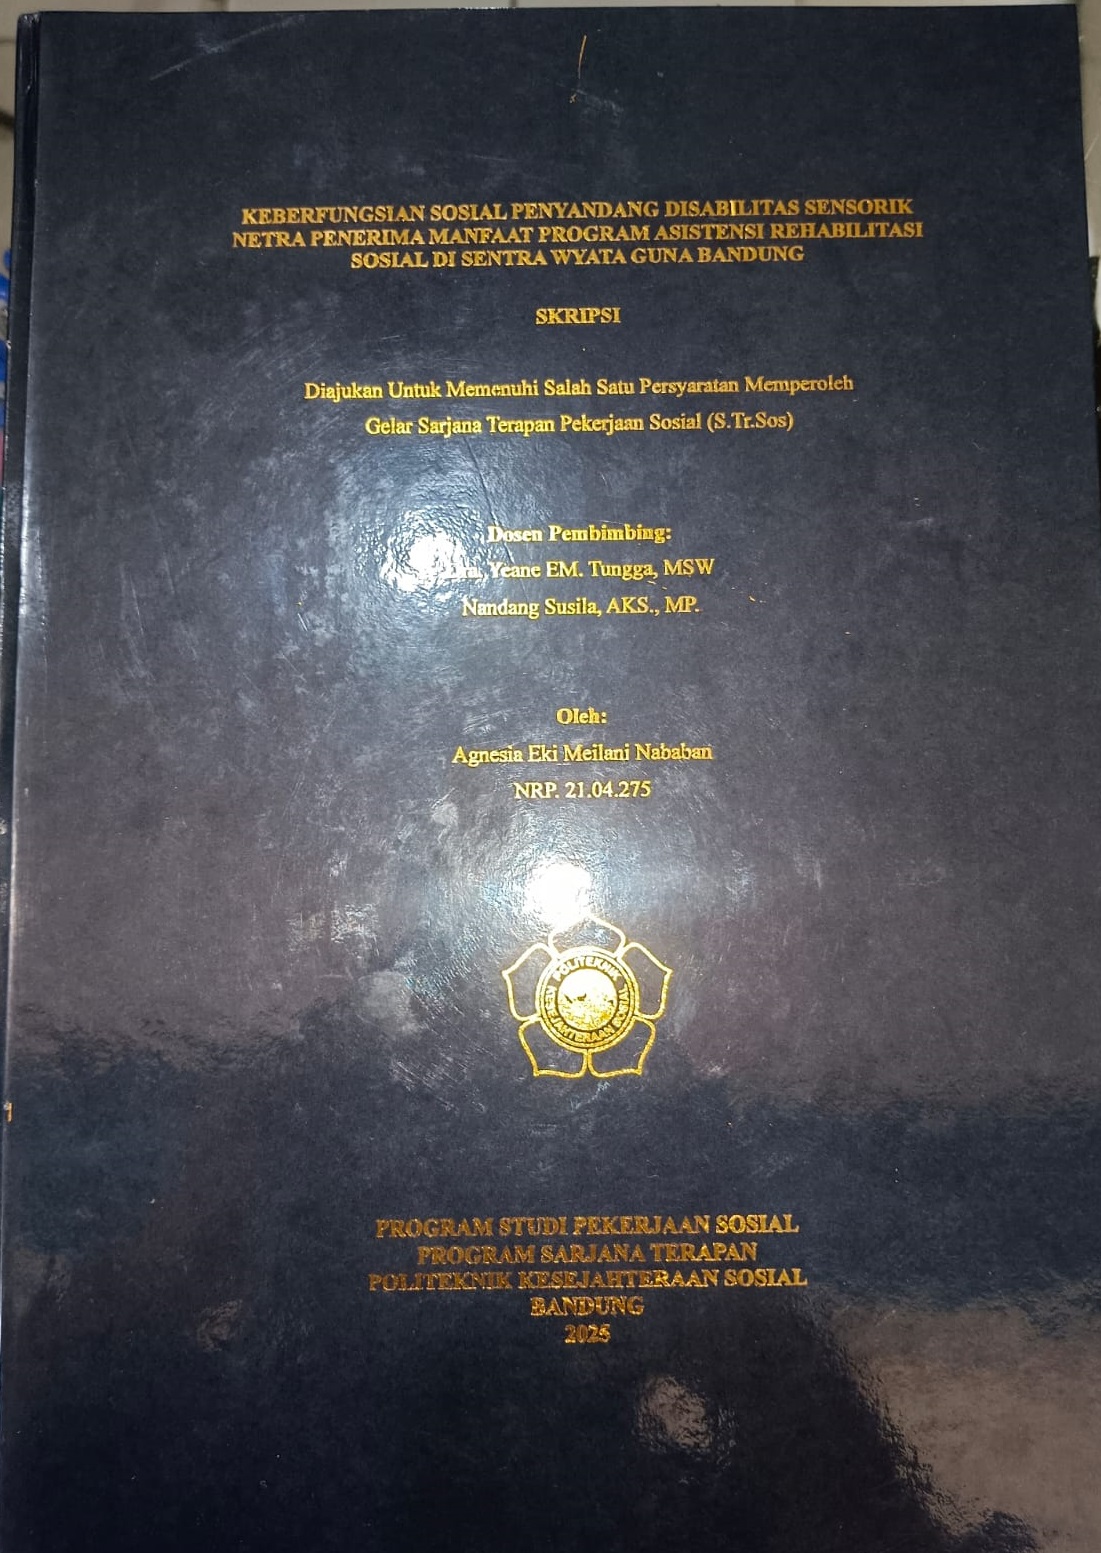 KEBERFUNGSIAN SOSIAL PENYANDANG DISABILITAS SENSORIK
NETRA PENERIMA MANFAAT PROGRAM ASISTENSI REHABILITASI
SOSIAL DI SENTRA WYATA GUNA BANDUNG
SKRIPSI
Diajukan Untuk Memenuhi Salah Satu Persyaratan Memperoleh
Gelar Sarjana Terapan Pekerjaan Sosial (S.Tr.Sos)
Dosen Pembimbing:
Yeane EM. Tungga, MSW
Nandang Susila, AKS., MP.
Oleh:
Agnesia Eki Meilani Nababan
NRP. 21.04.275
POLITEKNIK
KESEJAHTERAAN SOSIAL
PROGRAM STUDI PEKERJAAN SOSIAL
PROGRAM SARJANA TERAPAN
POLITEKNIK KESEJAHTERAAN SOSIAL
BANDUNG
2025